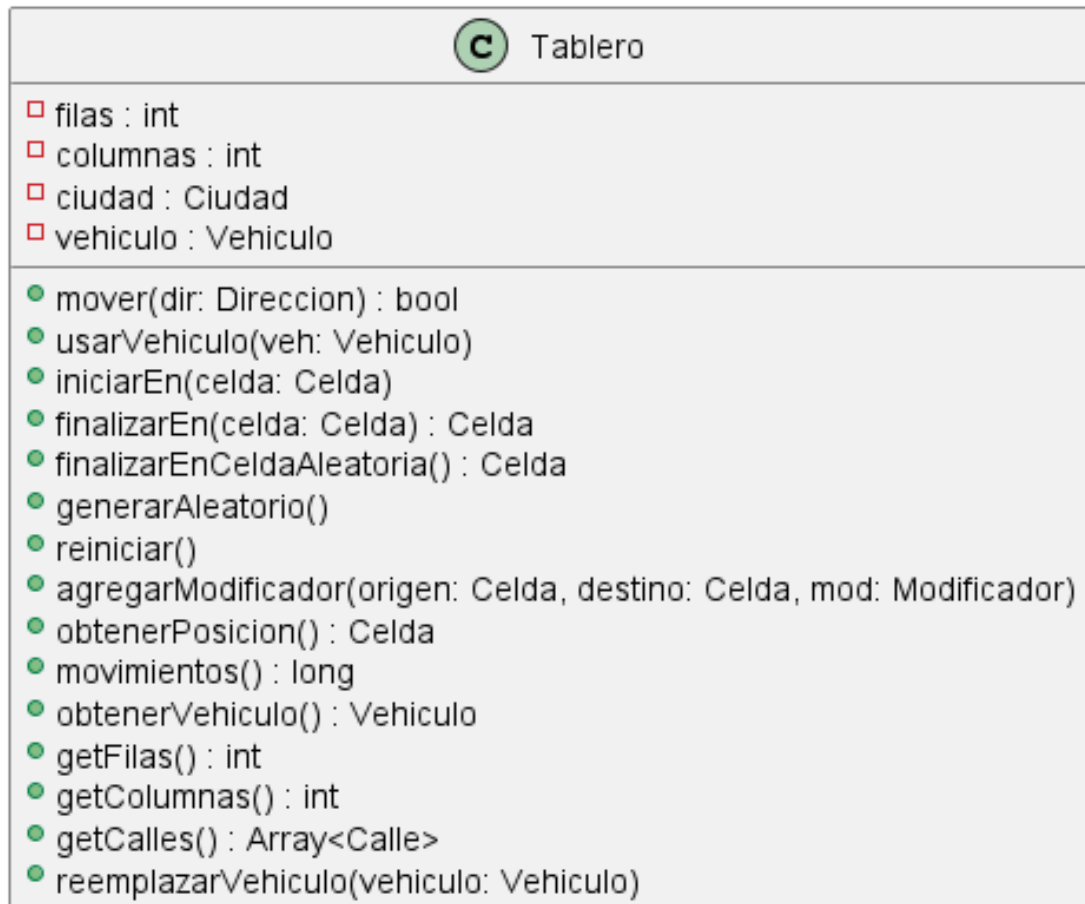 C Tablero
filas : int
columnas : int
ciudad : Ciudad
vehiculo : Vehiculo
mover(dir: Direccion) : bool
usarVehiculo(veh: Vehiculo)
iniciarEn(celda: Celda)
finalizarEn(celda: Celda) : Celda
finalizarEnCeldaAleatoria() : Celda
generarAleatorio()
reiniciar()
agregarModificador(origen: Celda, destino: Celda, mod: Modificador)
obtenerPosicion() : Celda
movimientos() : long
obtenerVehiculo() : Vehiculo
getFilas() : int
getColumnas() : int
getCalles() : Array<Calle>
reemplazarVehiculo(vehiculo: Vehiculo)